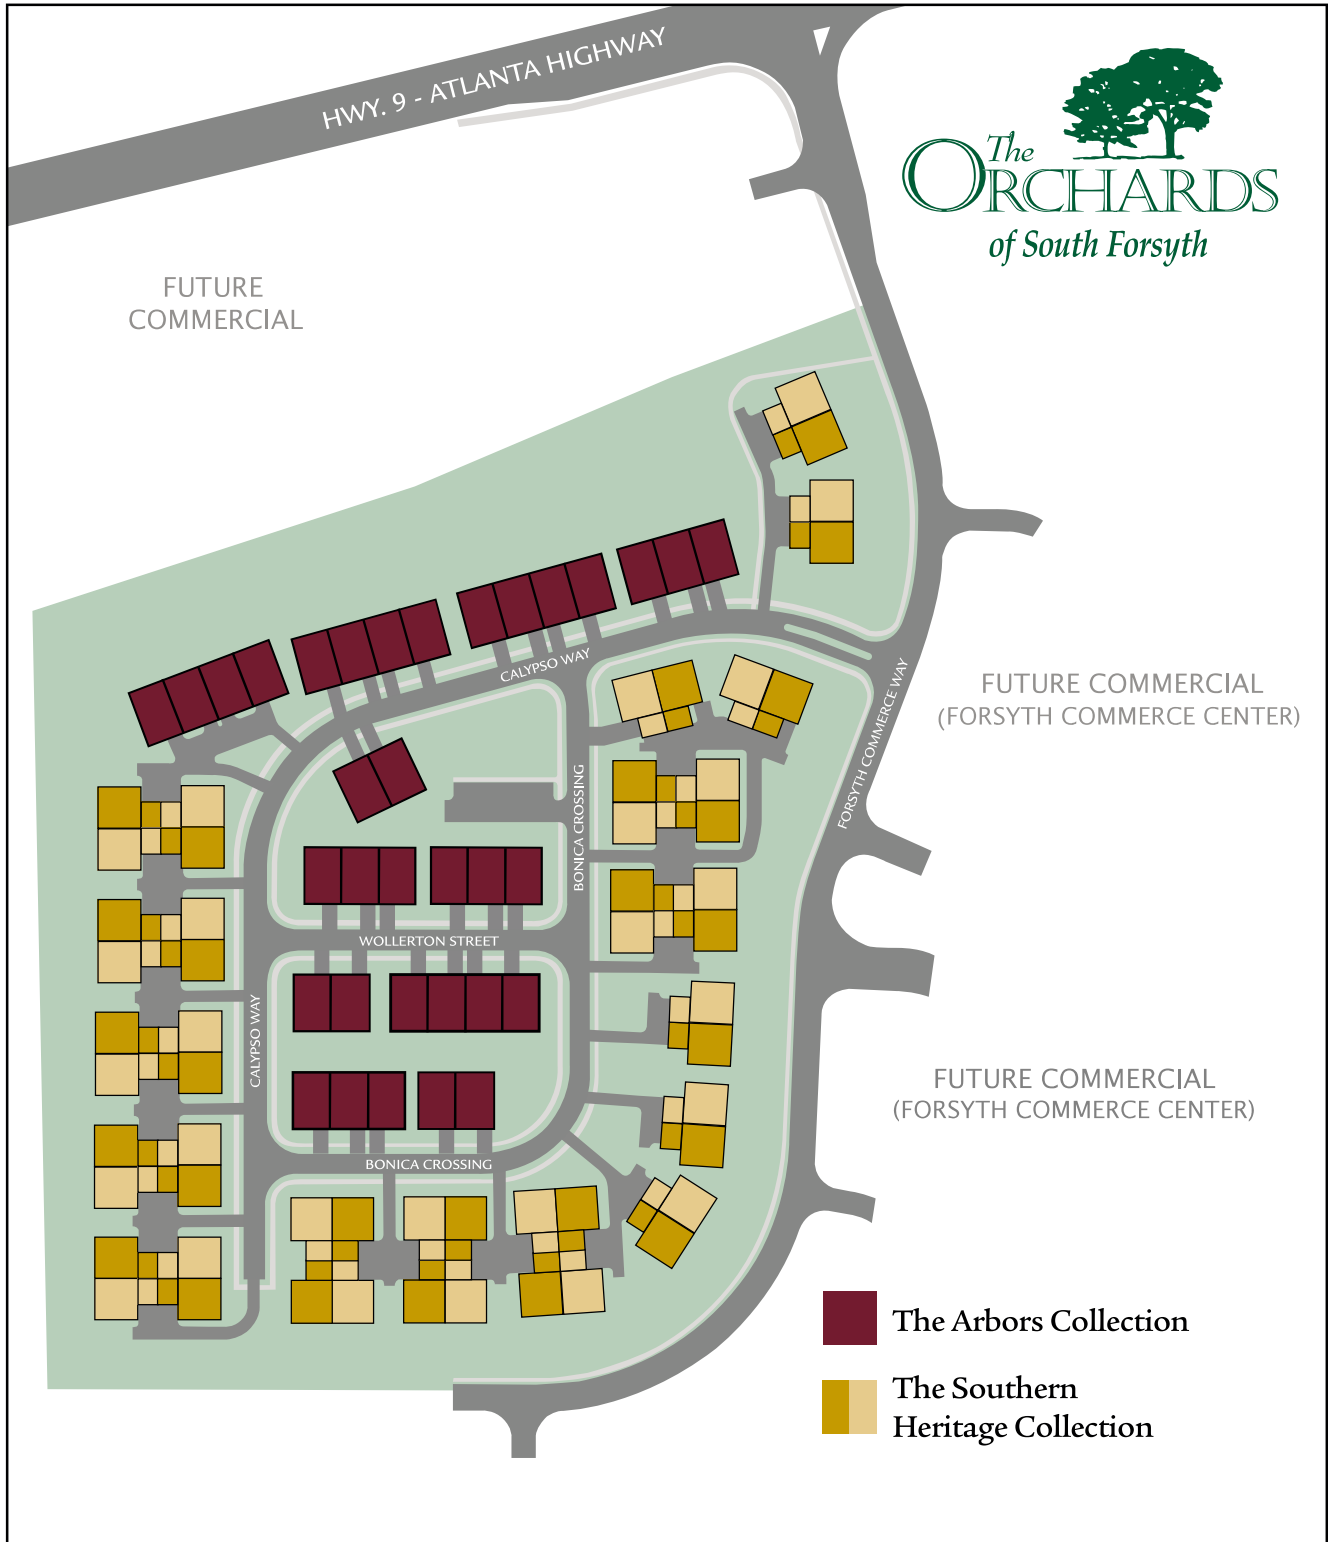 HWY. 9 - ATLANTA HIGHWAY
The
ORCHARDS
of South Forsyth
FUTURE
COMMERCIAL
CALYPSO WAY
FORSYTH COMMERCE WAY
FUTURE COMMERCIAL
(FORSYTH COMMERCE CENTER)
BONICA CROSSING
WOLLERTON STREET
CALYPSO WAY
FUTURE COMMERCIAL
(FORSYTH COMMERCE CENTER)
BONICA CROSSING
The Arbors Collection
The Southern
Heritage Collection